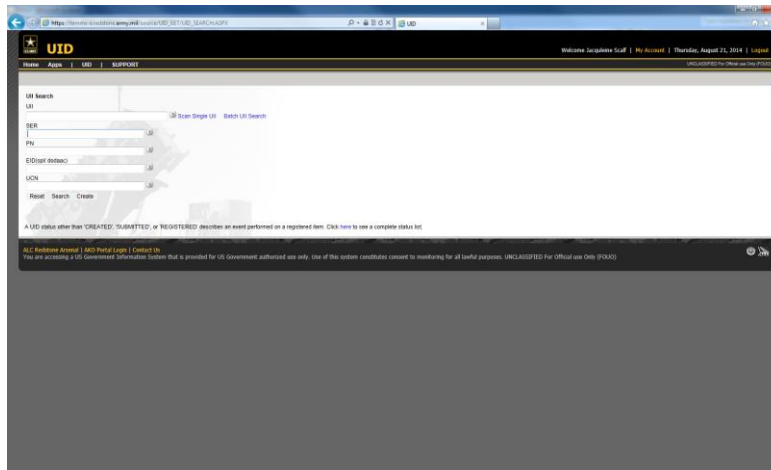 UID
UID
Welcome Jacquilene Scaff | My Account | Thursday, August 21, 2014 | Logout
Home Apps | UID | SUPPORT
UNCLASSIFIED For Official use Only (FOUO)
UII Search
UII
Scan Single UII Batch UII Search
SER
PN
EID(split dodaac)
UCN
Reset Search Create
A UID status other than 'CREATED', 'SUBMITTED', or 'REGISTERED' describes an event performed on a registered item. Click here to see a complete status list.
ALC Redstone Arsenal | AKO Portal Login | Contact Us
You are accessing a US Government Information System that is provided for US Government authorized use only. Use of this system constitutes consent to monitoring for all lawful purposes. UNCLASSIFIED For Official use Only (FOUO)